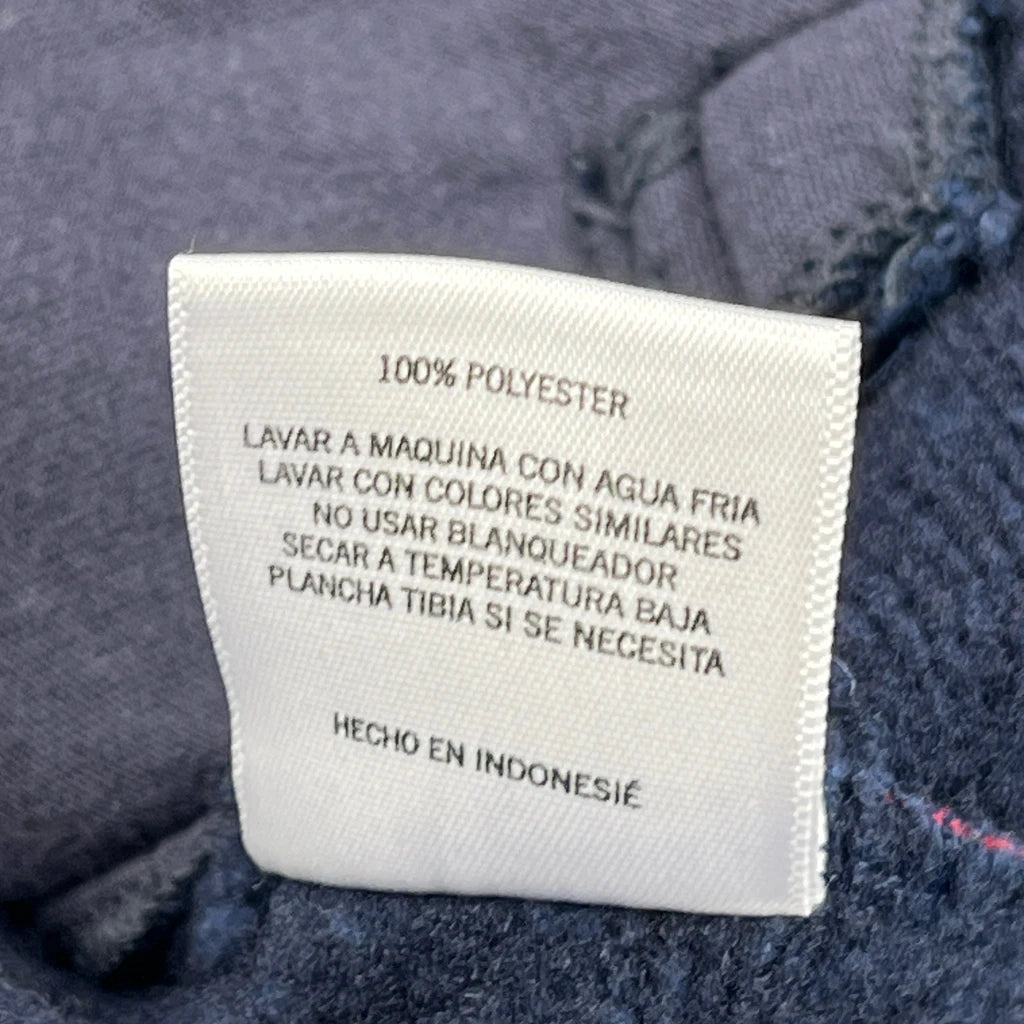 100% POLYESTER
LAVAR A MAQUINA CON AGUA FRIA
LAVAR CON COLORES SIMILARES
NO USAR BLANQUEADOR
SECAR A TEMPERATURA BAJA
PLANCHA TIBIA SI SE NECESITA
HECHO EN INDONESIÉ